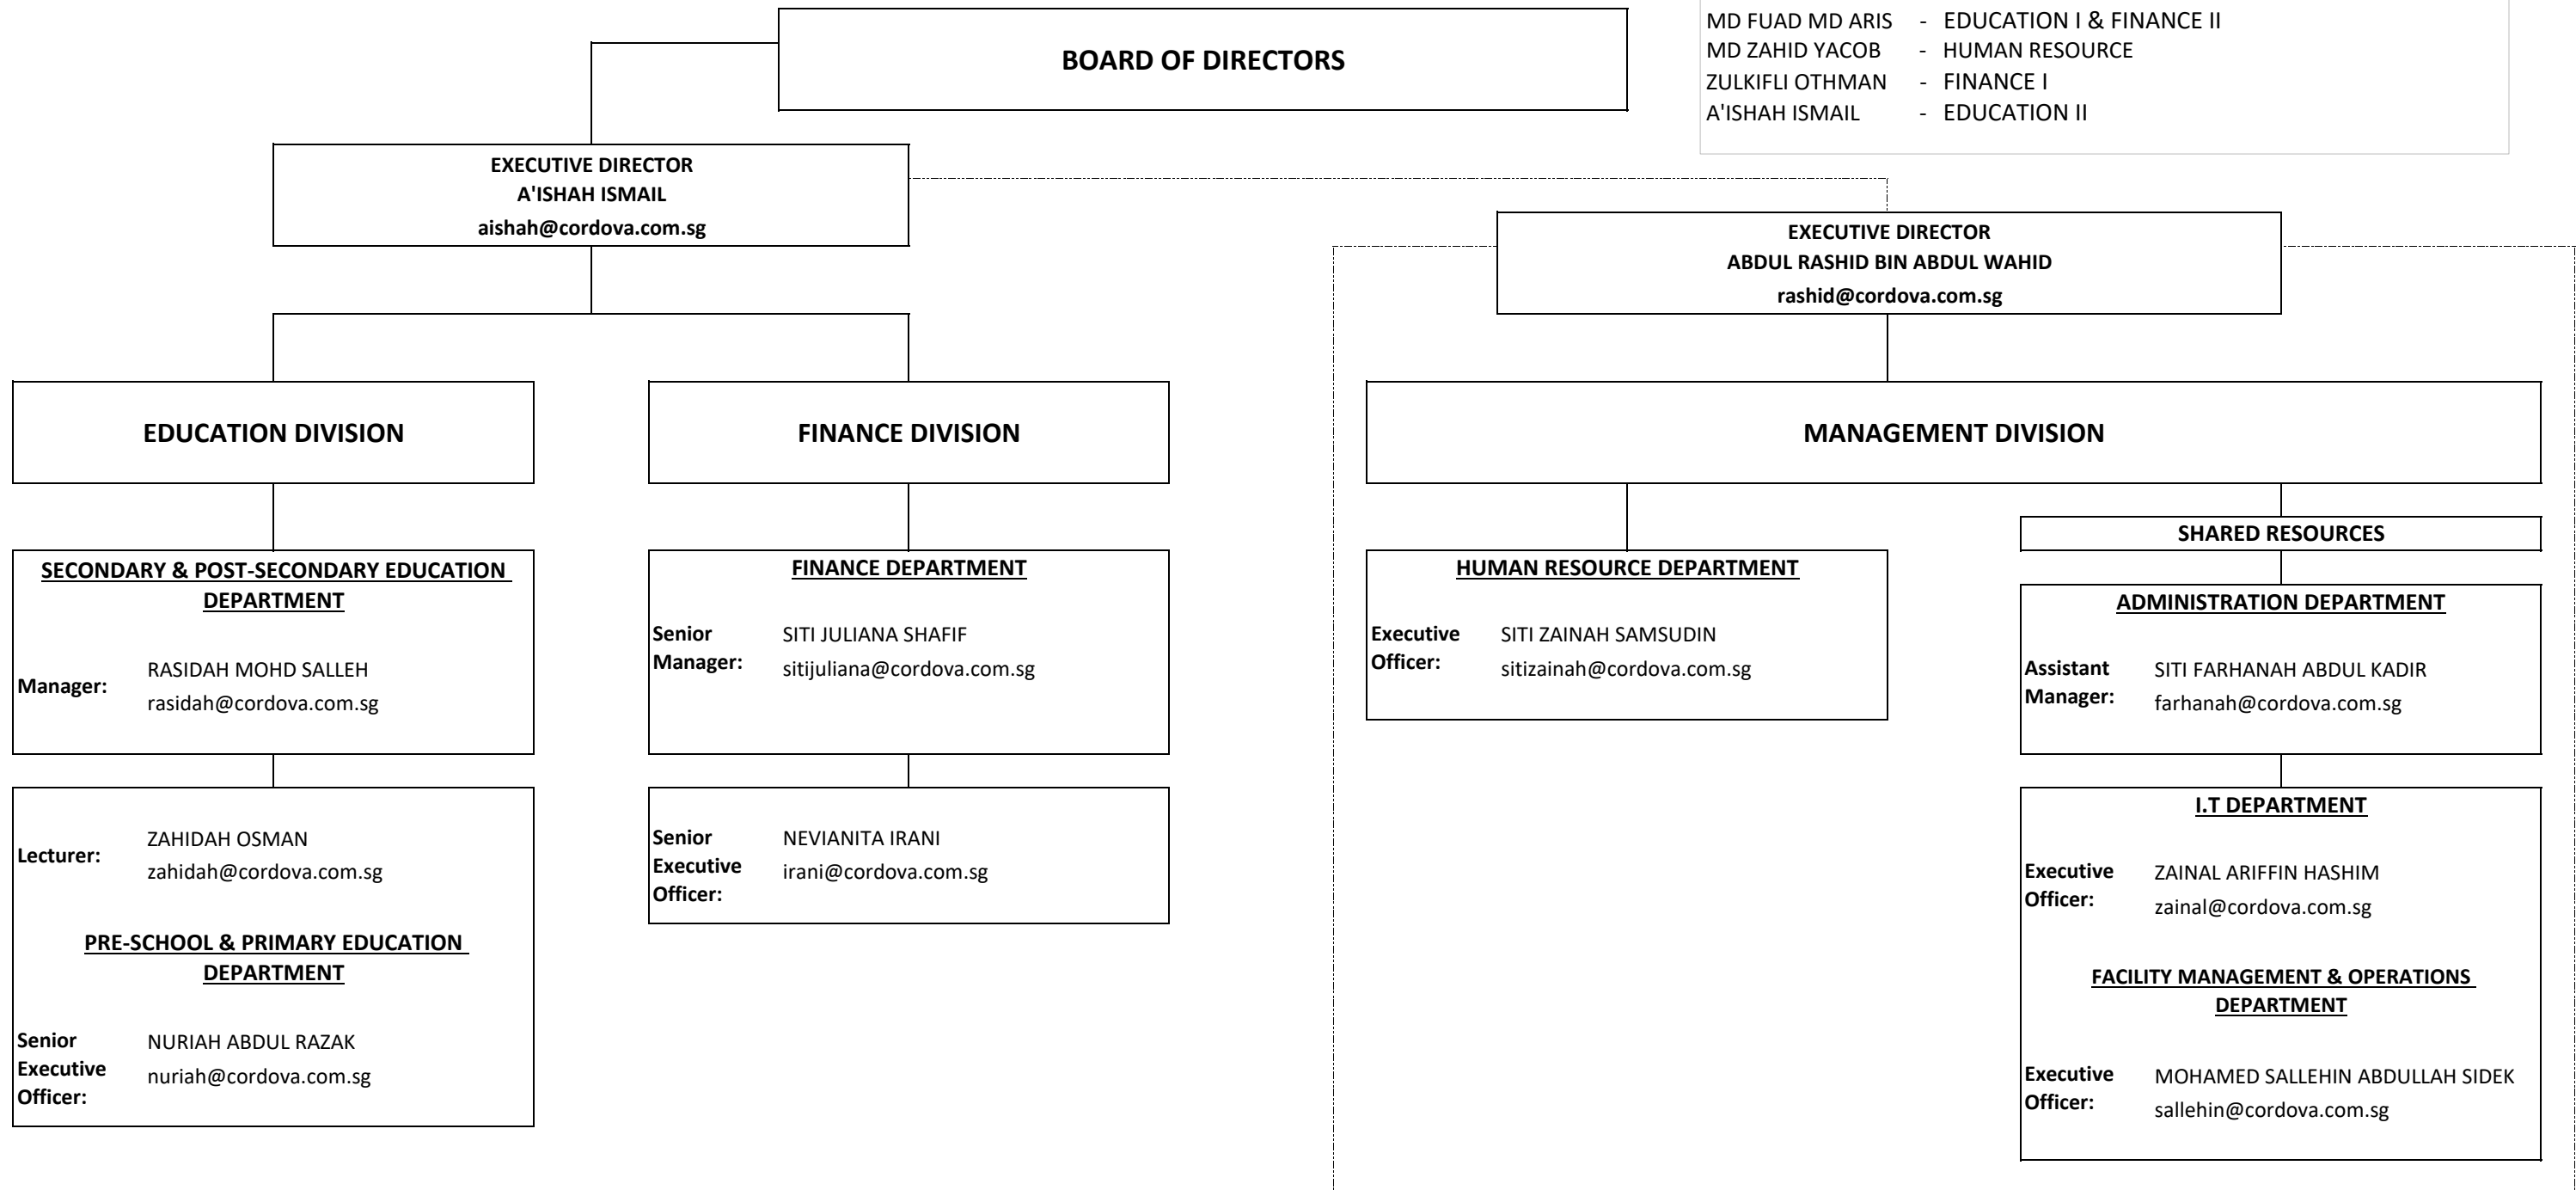 MD FUAD MD ARIS - EDUCATION I & FINANCE II
MD ZAHID YACOB - HUMAN RESOURCE
ZULKIFLI OTHMAN - FINANCE I
A'ISHAH ISMAIL - EDUCATION II
BOARD OF DIRECTORS
EXECUTIVE DIRECTOR
A'ISHAH ISMAIL
aishah@cordova.com.sg
EXECUTIVE DIRECTOR
ABDUL RASHID BIN ABDUL WAHID
rashid@cordova.com.sg
EDUCATION DIVISION
SECONDARY & POST-SECONDARY EDUCATION
DEPARTMENT
Manager:
RASIDAH MOHD SALLEH
rasidah@cordova.com.sg
Lecturer:
ZAHIDAH OSMAN
zahidah@cordova.com.sg
PRE-SCHOOL & PRIMARY EDUCATION
DEPARTMENT
Senior
Executive
Officer:
NURIAH ABDUL RAZAK
nuriah@cordova.com.sg
FINANCE DIVISION
FINANCE DEPARTMENT
Senior
Manager:
SITI JULIANA SHAFIF
sitijuliana@cordova.com.sg
Senior
Executive
Officer:
NEVIANITA IRANI
irani@cordova.com.sg
MANAGEMENT DIVISION
HUMAN RESOURCE DEPARTMENT
Executive
Officer:
SITI ZAINAH SAMSUDIN
sitizainah@cordova.com.sg
SHARED RESOURCES
ADMINISTRATION DEPARTMENT
Assistant
Manager:
SITI FARHANAH ABDUL KADIR
farhanah@cordova.com.sg
I.T DEPARTMENT
Executive
Officer:
ZAINAL ARIFFIN HASHIM
zainal@cordova.com.sg
FACILITY MANAGEMENT & OPERATIONS
DEPARTMENT
Executive
Officer:
MOHAMED SALLEHIN ABDULLAH SIDEK
sallehin@cordova.com.sg